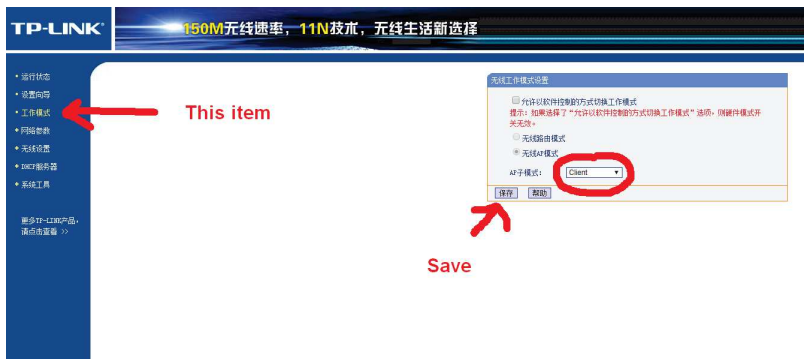 TP-LINK®
150M无线速率，11N技术，无线生活新选择
• 运行状态
• 设置向导
• 工作模式
• 网络参数
• 无线设置
• DHCP服务器
• 系统工具
更多TP-LINK产品，
请点击查看 >>
This item
无线工作模式设置
允许以软件控制的方式切换工作模式
提示：如果选择了“允许以软件控制的方式切换工作模式”选项，则硬件模式开
关无效。
无线路由模式
无线AP模式
AP子模式：
Client
保存
帮助
Save